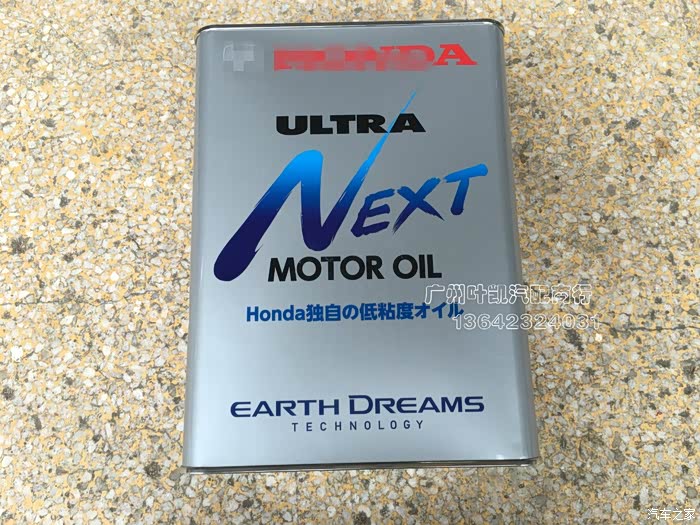 HONDA
ULTRA
NEXT
MOTOR OIL
Honda独自の低粘度オイル
广州叶凯汽配商行
13642324031
EARTH DREAMS
TECHNOLOGY
汽车之家